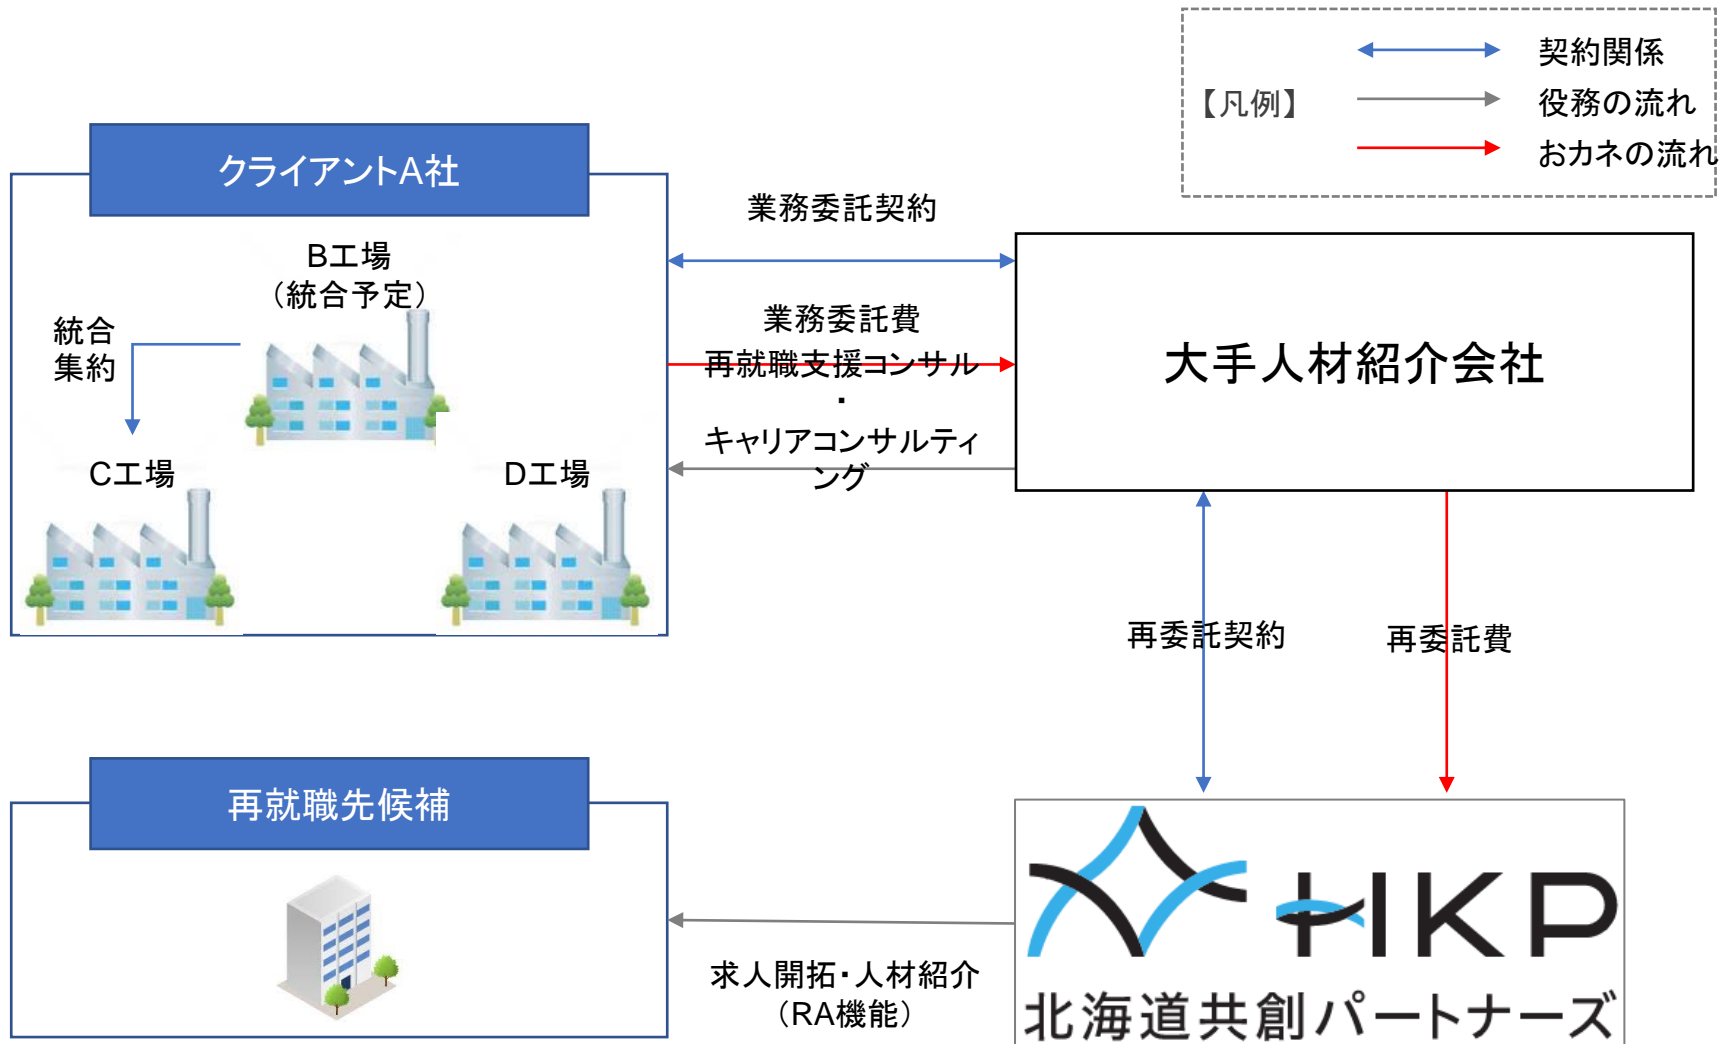 契約関係
【凡例】
役務の流れ
おカネの流れ
クライアントA社
業務委託契約
B工場
（統合予定）
業務委託費
統合
集約
再就職支援コンサル
・
キャリアコンサルティ
ング
大手人材紹介会社
C工場
D工場
再委託契約
再委託費
再就職先候補
求人開拓・人材紹介
（RA機能）
HKP
北海道共創パートナーズ